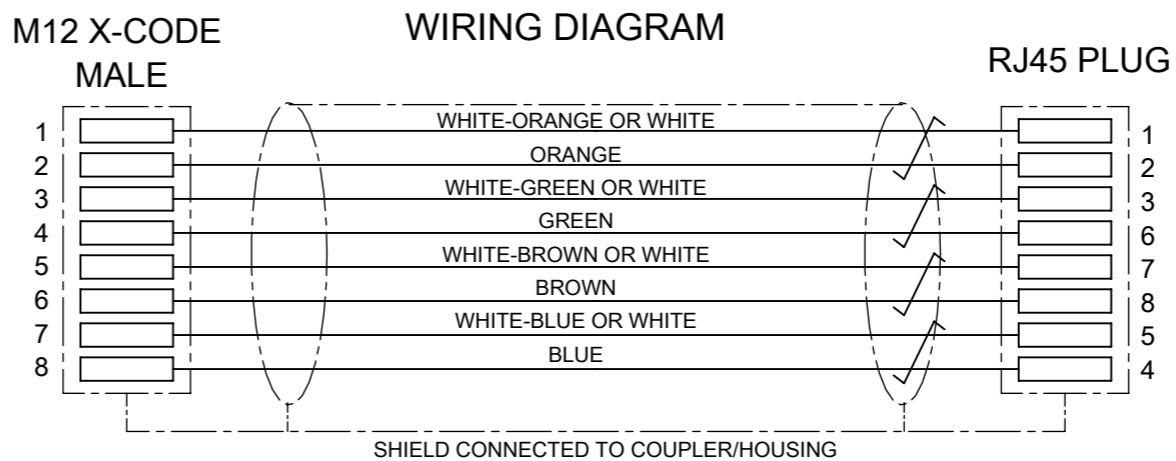 WIRING DIAGRAM
M12 X-CODE
MALE
RJ45 PLUG
1 WHITE-ORANGE OR WHITE 1
2 ORANGE 2
3 WHITE-GREEN OR WHITE 3
4 GREEN 6
5 WHITE-BROWN OR WHITE 7
6 BROWN 8
7 WHITE-BLUE OR WHITE 5
8 BLUE 4
SHIELD CONNECTED TO COUPLER/HOUSING